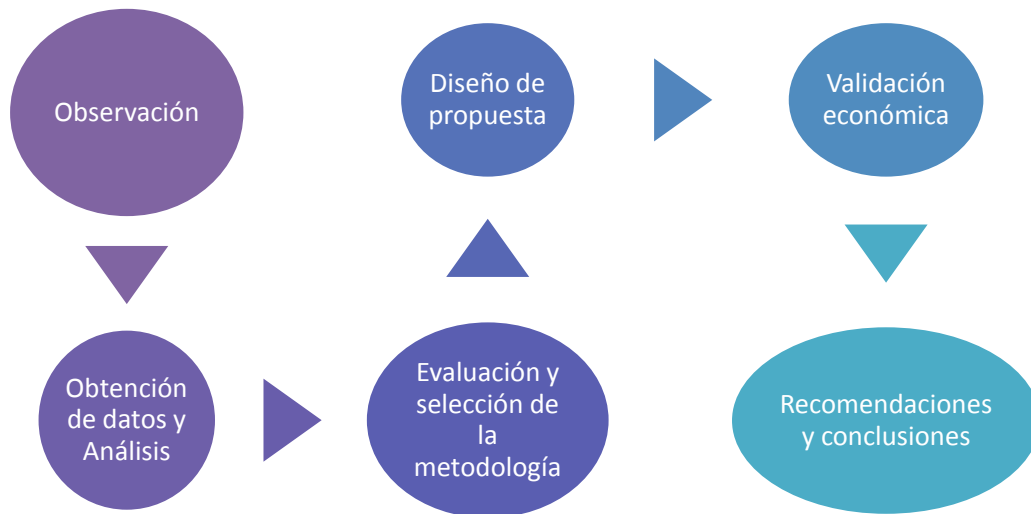 Observación
Obtención
de datos y
Análisis
Evaluación y
selección de
la
metodología
Diseño de
propuesta
Validación
económica
Recomendaciones
y conclusiones